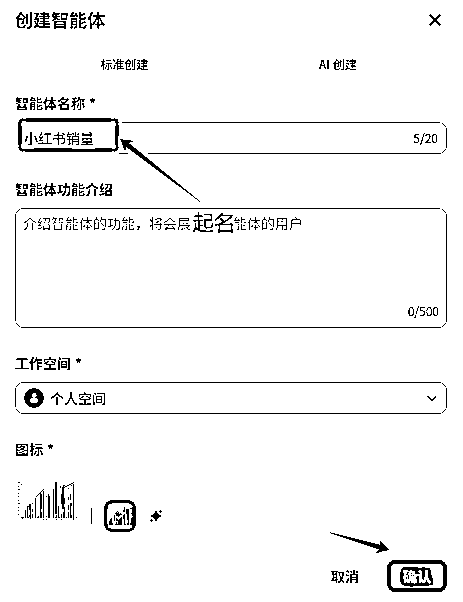 创建智能体
标准创建 AI 创建
智能体名称 *
小红书销量 5/20
智能体功能介绍
介绍智能体的功能，将会展起名能体的用户
0/500
工作空间 *
个人空间
图标 *
取消 确认